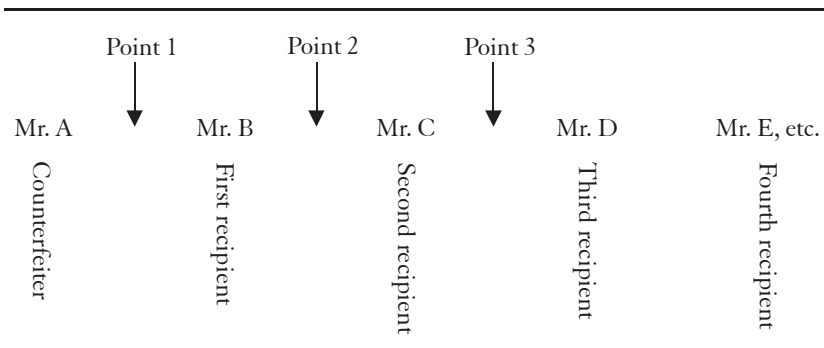 Point 1 Point 2 Point 3
Mr. A Mr. B Mr. C Mr. D Mr. E, etc.
Counterfeiter
First recipient
Second recipient
Third recipient
Fourth recipient